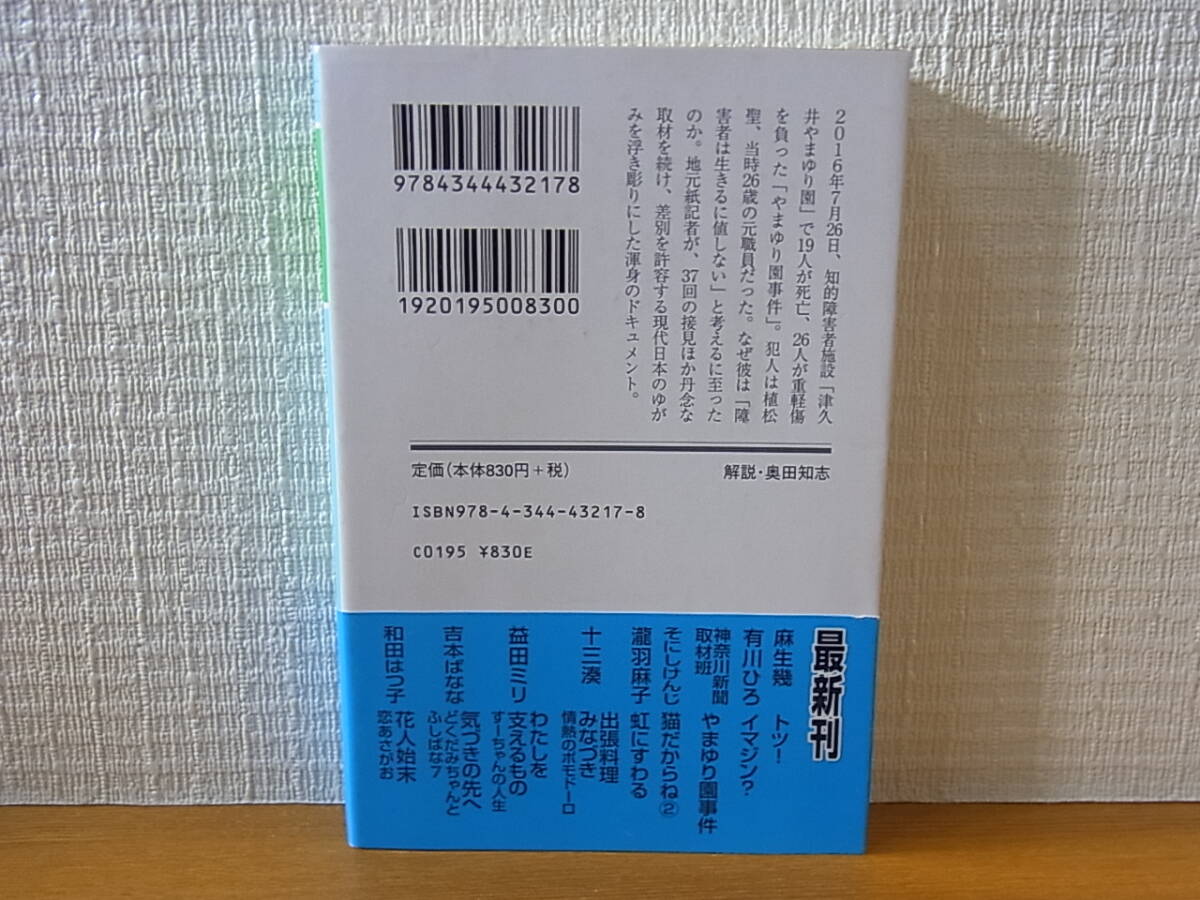 2016年7月26日、知的障害者施設「津久
井やまゆり園」で19人が死亡、26人が重軽傷
を負った「やまゆり園事件」。犯人は植松
聖、当時26歳の元職員だった。なぜ彼は「障
害者は生きるに値しない」と考えるに至った
のか。地元紙記者が、37回の接見ほか丹念な
取材を続け、差別を許容する現代日本のゆが
みを浮き彫りにした渾身のドキュメント。
9784344432178
1920195008300
定価(本体830円+税)
解説・奥田知志
ISBN978-4-344-43217-8
C0195 ¥830E
最新刊
麻生幾 トツ!
有川ひろ イマジン?
神奈川新聞
取材班 やまゆり園事件
そにしけんじ 猫だからね②
瀧羽麻子 虹にすわる
十三湊 出張料理
みなづき
情熱のポモドーロ
益田ミリ わたしを
支えるもの
すーちゃんの人生
吉本ばなな 気づきの先へ
どくだみちゃんと
ふしばな7
和田はつ子 花人始末
恋あさがお